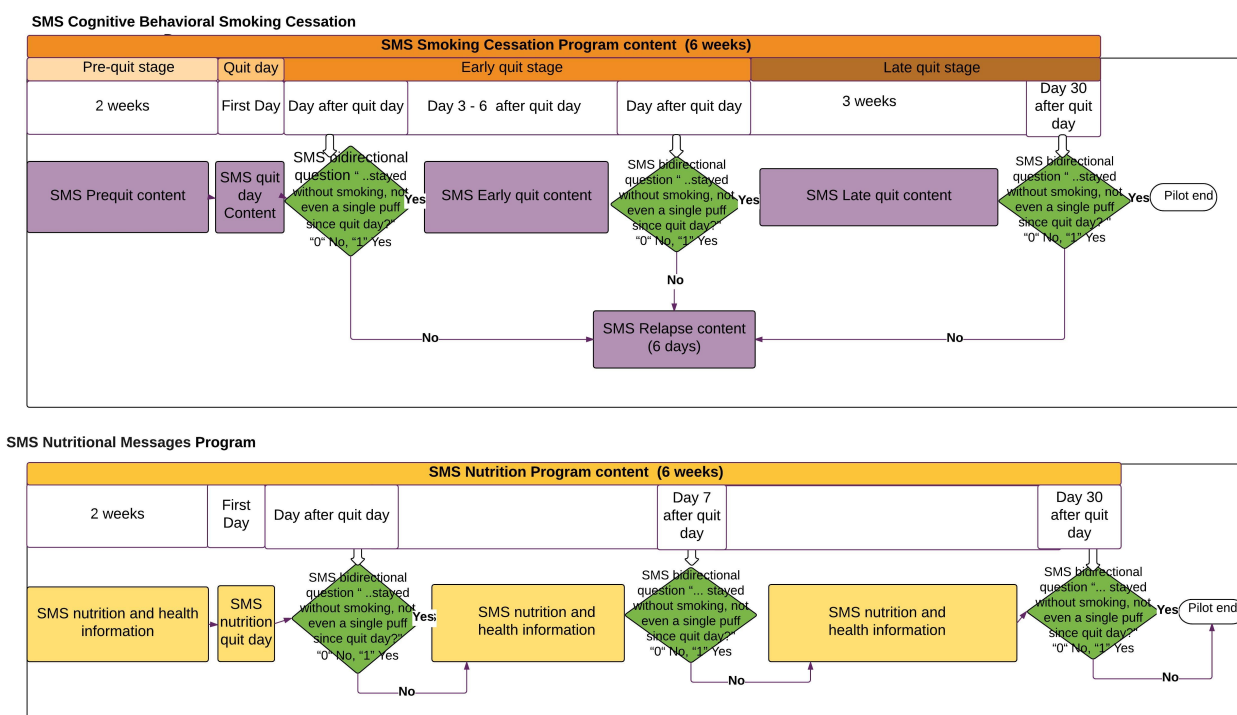 SMS Cognitive Behavioral Smoking Cessation
SMS Smoking Cessation Program content (6 weeks)
Pre-quit stage
Quit day
Early quit stage
Late quit stage
2 weeks
First Day
Day after quit day
Day 3 - 6 after quit day
Day after quit day
3 weeks
Day 30
after quit
day
SMS Prequit content
SMS quit
day
Content
SMS bidirectional
question “ ..stayed
without smoking, not
even a single puff
since quit day?”
“0“ No, “1” Yes
Yes
SMS Early quit content
SMS bidirectional
question “ ..stayed
without smoking, not
even a single puff
since quit day?”
“0“ No, “1” Yes
Yes
SMS Late quit content
SMS bidirectional
question “ ..stayed
without smoking, not
even a single puff
since quit day?”
“0“ No, “1” Yes
Yes
Pilot end
No
No
No
SMS Relapse content
(6 days)
SMS Nutritional Messages Program
SMS Nutrition Program content (6 weeks)
2 weeks
First
Day
Day after quit day
Day 7
after quit
day
Day 30
after quit
day
SMS nutrition and health
information
SMS
nutrition
quit day
SMS bidirectional
question “ ..stayed
without smoking, not
even a single puff
since quit day?”
“0“ No, “1” Yes
Yes
SMS nutrition and
health information
SMS bidirectional
question “... stayed
without smoking, not
even a single puff
since quit day?”
“0“ No, “1” Yes
SMS nutrition and
health information
SMS bidirectional
question “... stayed
without smoking, not
even a single puff
since quit day?”
“0“ No, “1” Yes
Yes
Pilot end
No
No
No